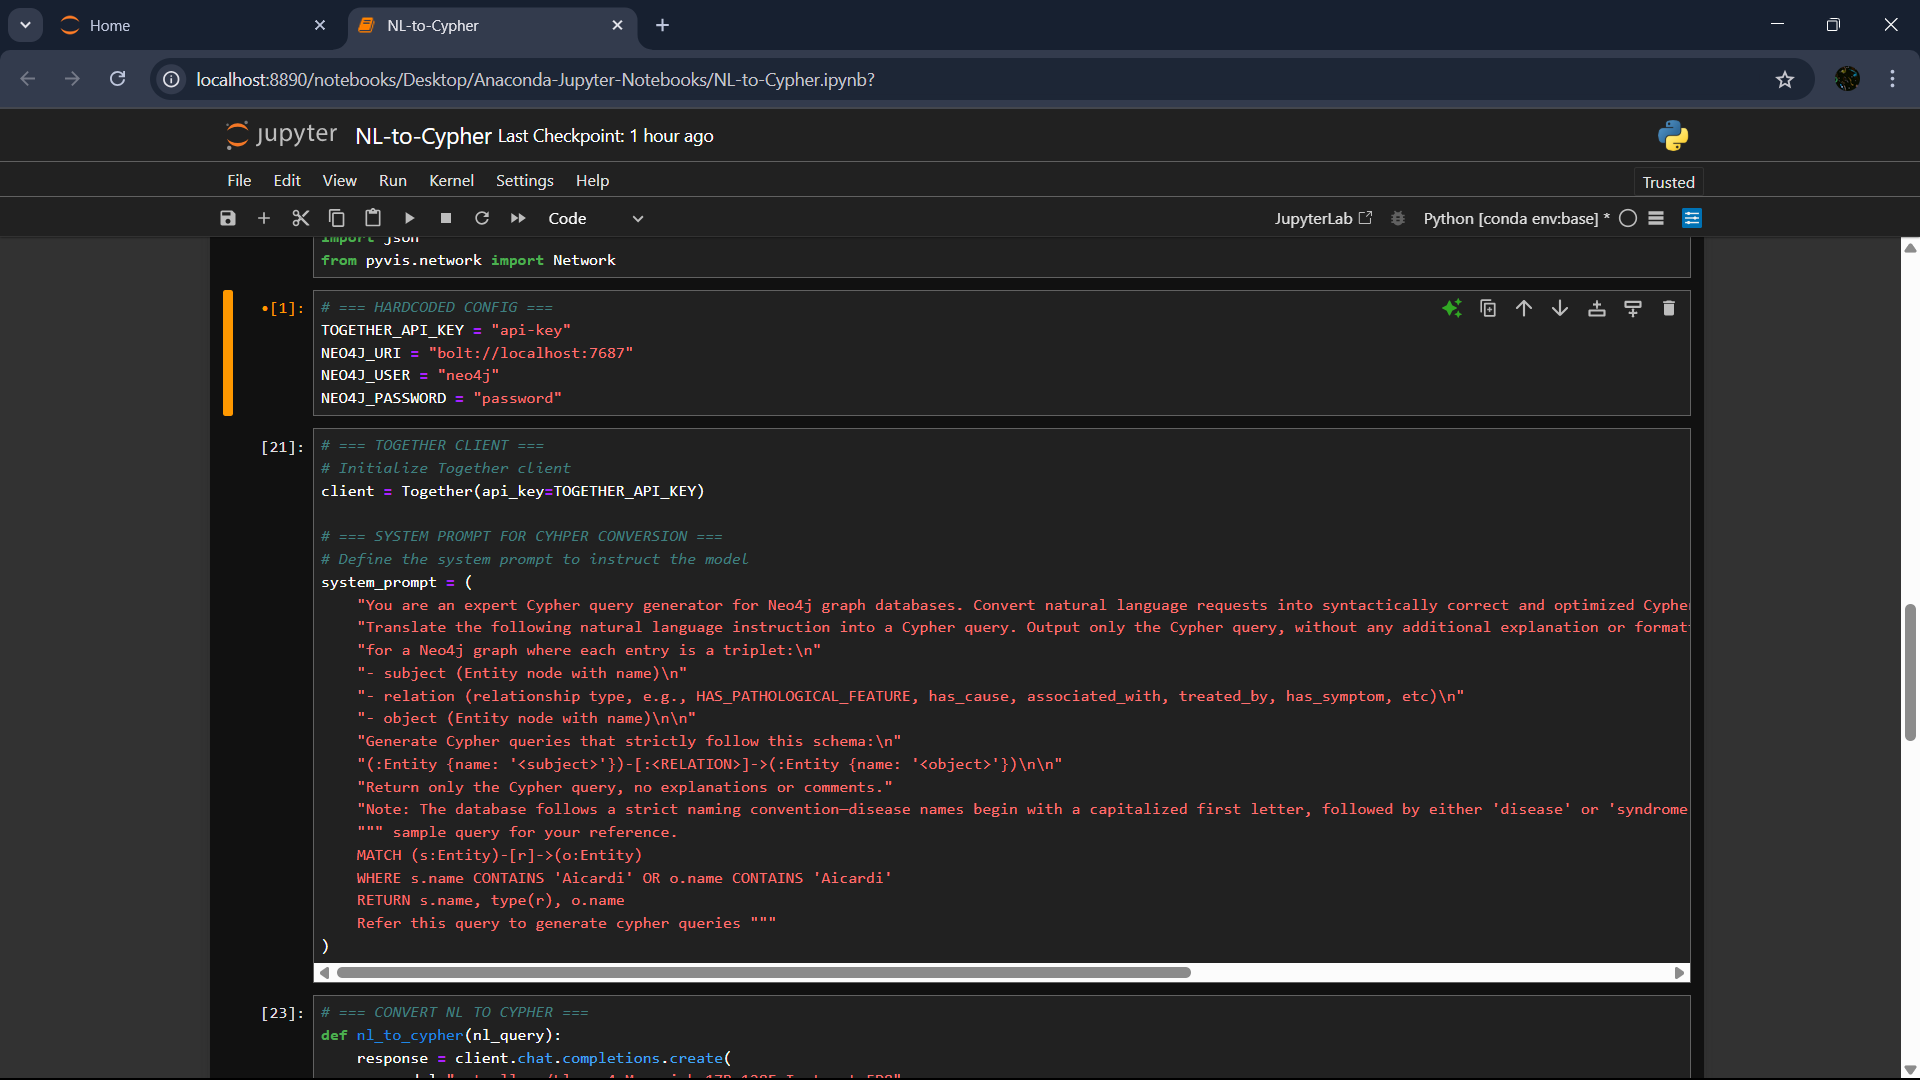 Home
NL-to-Cypher
localhost:8890/notebooks/Desktop/Anaconda-Jupyter-Notebooks/NL-to-Cypher.ipynb?
jupyter NL-to-Cypher Last Checkpoint: 1 hour ago
File Edit View Run Kernel Settings Help
Trusted
Code
JupyterLab
Python [conda env:base] *
import json
from pyvis.network import Network
•[1]:
# === HARDCODED CONFIG ===
TOGETHER_API_KEY = "api-key"
NEO4J_URI = "bolt://localhost:7687"
NEO4J_USER = "neo4j"
NEO4J_PASSWORD = "password"
[21]:
# === TOGETHER CLIENT ===
# Initialize Together client
client = Together(api_key=TOGETHER_API_KEY)
# === SYSTEM PROMPT FOR CYHPER CONVERSION ===
# Define the system prompt to instruct the model
system_prompt = (
"You are an expert Cypher query generator for Neo4j graph databases. Convert natural language requests into syntactically correct and optimized Cyphe
"Translate the following natural language instruction into a Cypher query. Output only the Cypher query, without any additional explanation or format
"for a Neo4j graph where each entry is a triplet:\n"
"- subject (Entity node with name)\n"
"- relation (relationship type, e.g., HAS_PATHOLOGICAL_FEATURE, has_cause, associated_with, treated_by, has_symptom, etc)\n"
"- object (Entity node with name)\n\n"
"Generate Cypher queries that strictly follow this schema:\n"
"(:Entity {name: '<subject>'})-[:<RELATION>]->(:Entity {name: '<object>'})\n\n"
"Return only the Cypher query, no explanations or comments."
"Note: The database follows a strict naming convention—disease names begin with a capitalized first letter, followed by either 'disease' or 'syndrome
""" sample query for your reference.
MATCH (s:Entity)-[r]->(o:Entity)
WHERE s.name CONTAINS 'Aicardi' OR o.name CONTAINS 'Aicardi'
RETURN s.name, type(r), o.name
Refer this query to generate cypher queries """
)
[23]:
# === CONVERT NL TO CYPHER ===
def nl_to_cypher(nl_query):
response = client.chat.completions.create(